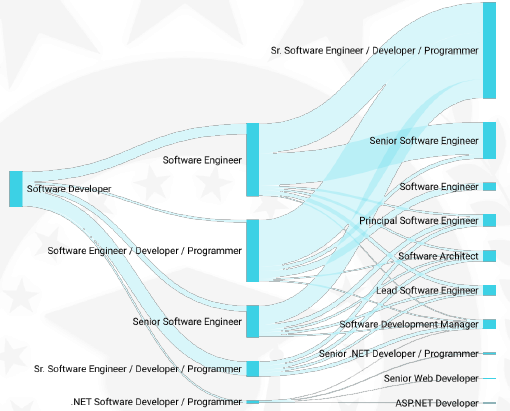 Sr. Software Engineer / Developer / Programmer
Senior Software Engineer
Software Engineer
Software Developer
Software Engineer
Principal Software Engineer
Software Engineer / Developer / Programmer
Software Architect
Lead Software Engineer
Senior Software Engineer
Software Development Manager
Senior .NET Developer / Programmer
Sr. Software Engineer / Developer / Programmer
Senior Web Developer
.NET Software Developer / Programmer
ASP.NET Developer